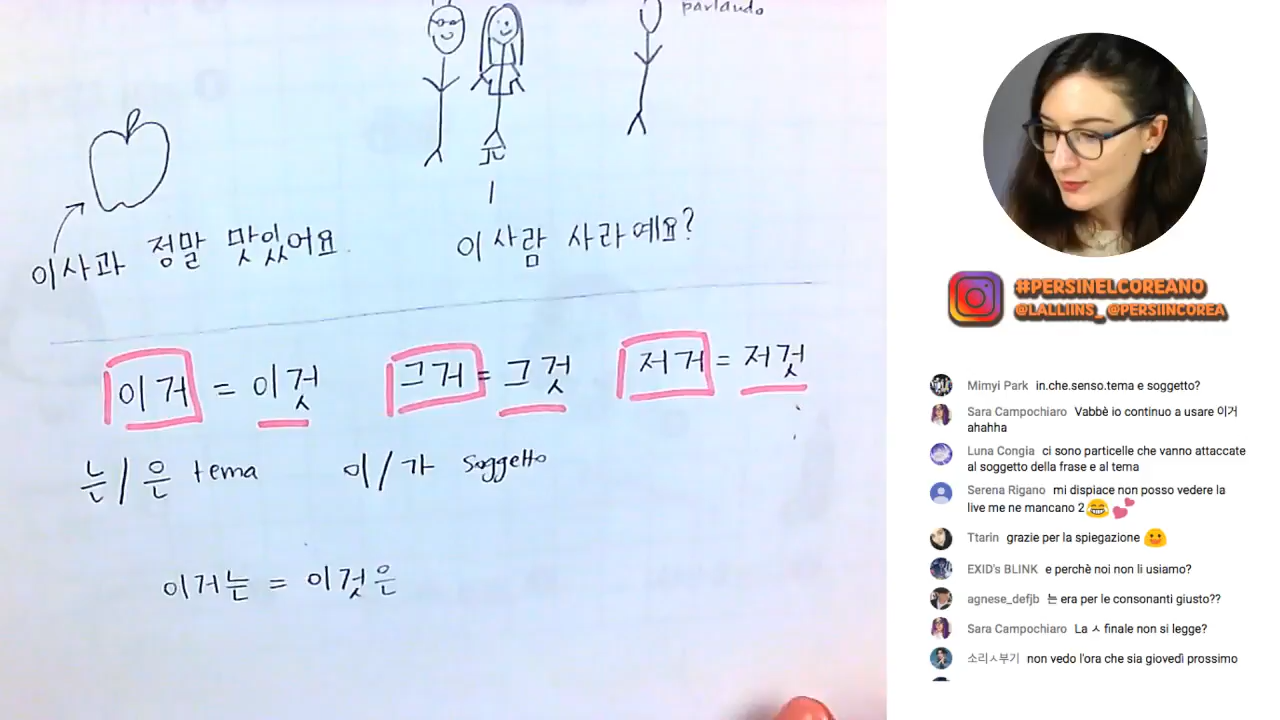 parlando
이 사과 정말 맛있어요.
이 사람 사라예요?
이거 = 이것
그거 = 그것
저거 = 저것
는/은 tema
이/가 soggetto
이거는 = 이것은
#PERSINELCOREANO
@LALLIINS_ @PERSIINCOREA
Mimyi Park in.che.senso.tema e soggetto?
Sara Campochiaro Vabbè io continuo a usare 이거
ahahha
Luna Congia ci sono particelle che vanno attaccate
al soggetto della frase e al tema
Serena Rigano mi dispiace non posso vedere la
live me ne mancano 2😂💕
Ttarin grazie per la spiegazione
EXID's BLINK e perchè noi non li usiamo?
agnese_defjb 는 era per le consonanti giusto??
Sara Campochiaro La ㅅ finale non si legge?
소리ㅅ부기 non vedo l'ora che sia giovedì prossimo